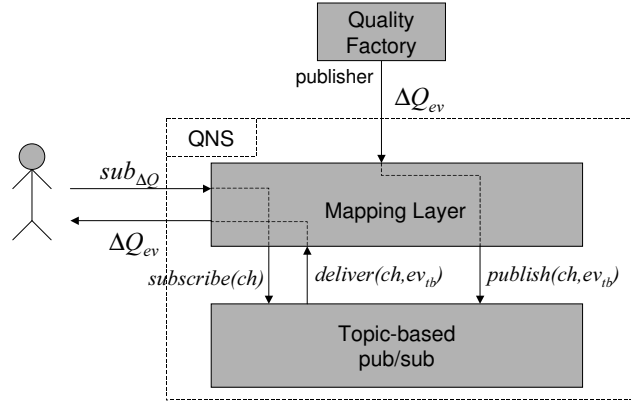 Quality
Factory
publisher
ΔQ_ev
QNS
sub_ΔQ
Mapping Layer
ΔQ_ev
subscribe(ch)
deliver(ch,ev_tb)
publish(ch,ev_tb)
Topic-based
pub/sub